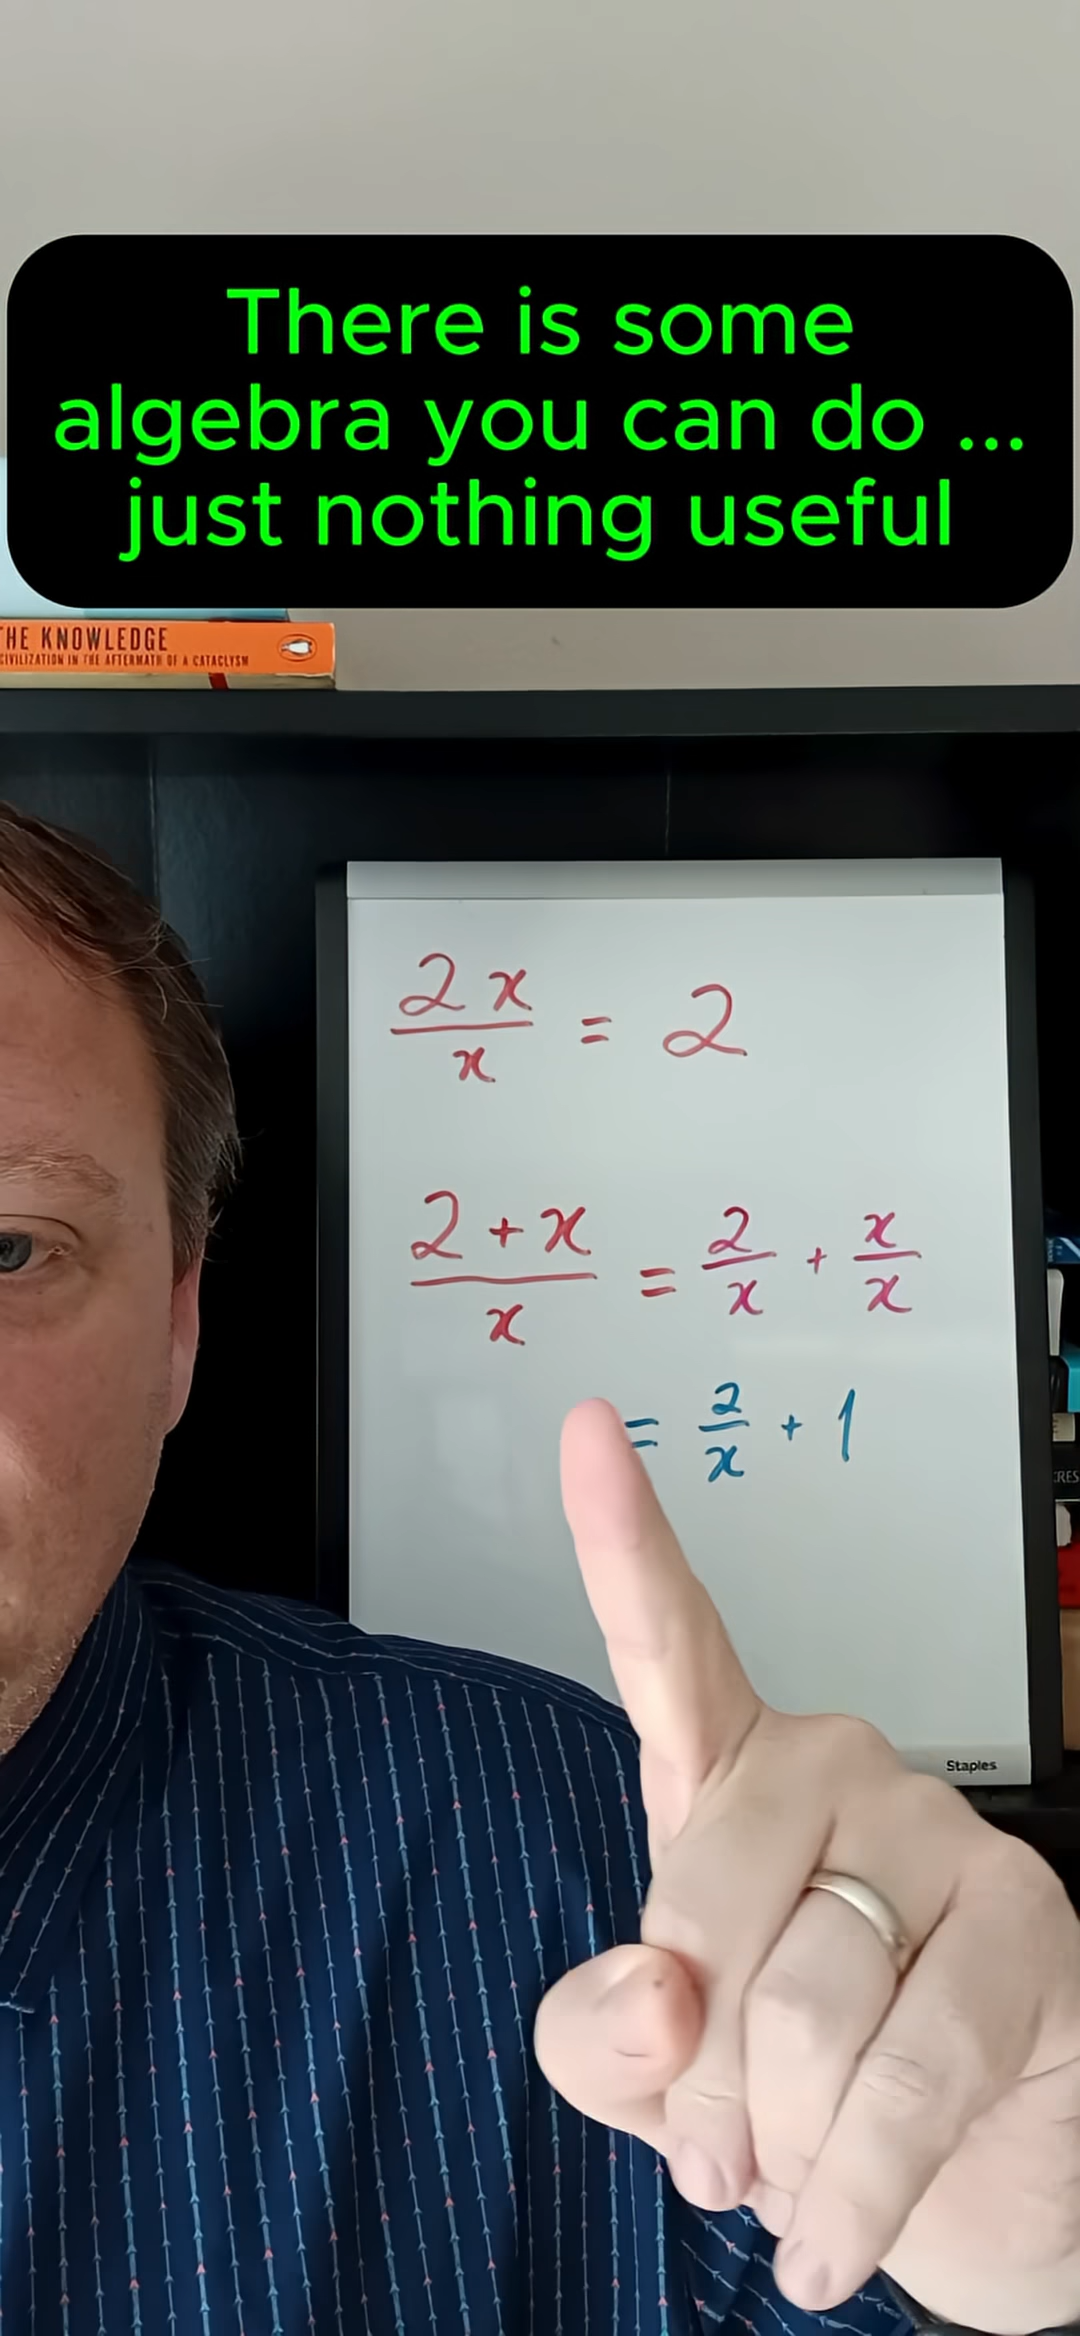 There is some
algebra you can do ...
just nothing useful
THE KNOWLEDGE
CIVILIZATION IN THE AFTERMATH OF A CATACLYSM
2x/x = 2
2+x/x = 2/x + x/x
= 2/x + 1
CRES
Staples